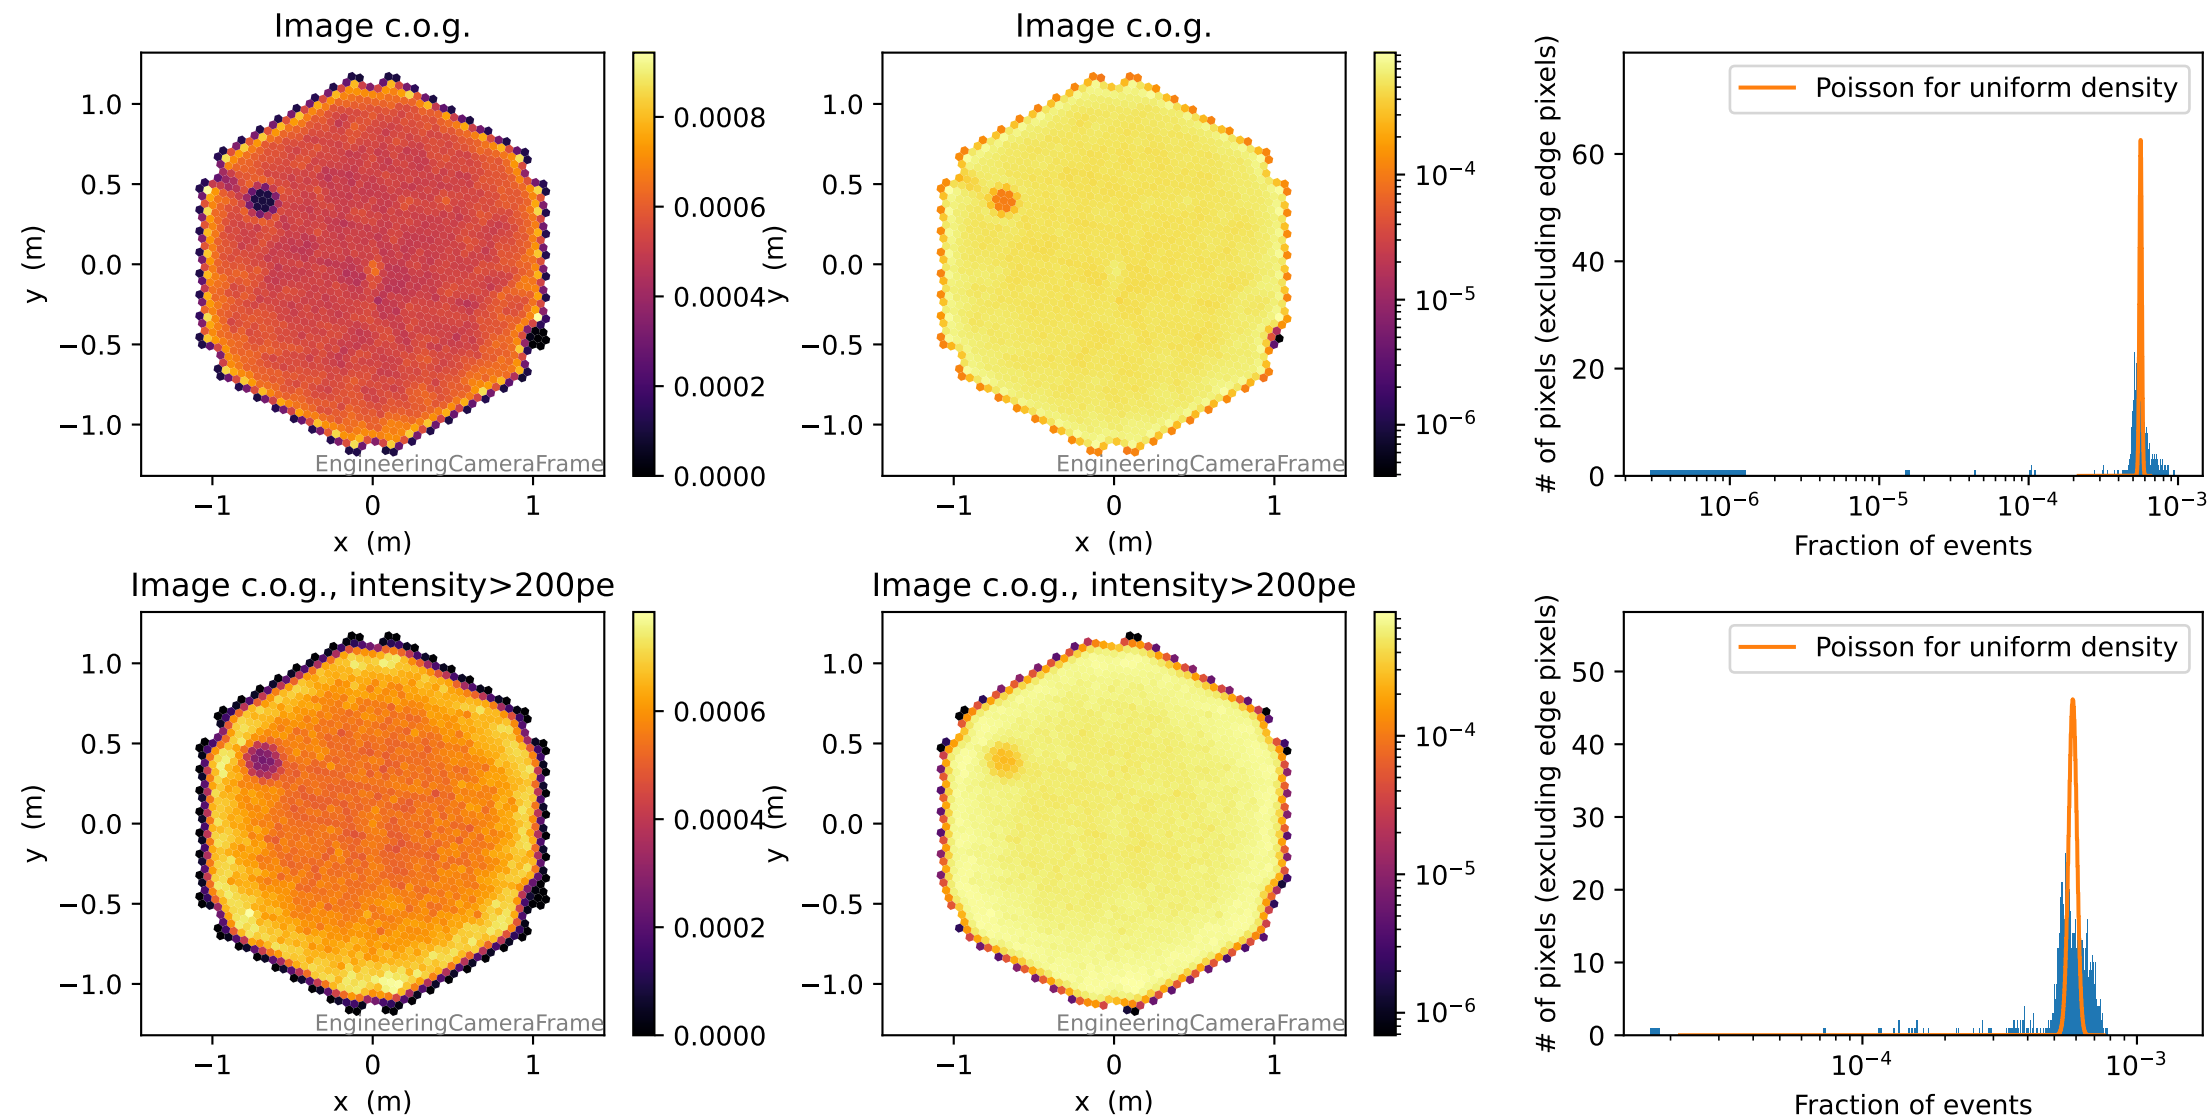 Image c.o.g.
y (m)
1.0
0.5
0.0
−0.5
−1.0
−1
0
1
x (m)
EngineeringCameraFrame
0.0008
0.0006
0.0004
0.0002
0.0000
Image c.o.g.
y (m)
1.0
0.5
0.0
−0.5
−1.0
−1
0
1
x (m)
EngineeringCameraFrame
10⁻⁴
10⁻⁵
10⁻⁶
# of pixels (excluding edge pixels)
60
40
20
0
Poisson for uniform density
10⁻⁶
10⁻⁵
10⁻⁴
10⁻³
Fraction of events
Image c.o.g., intensity>200pe
y (m)
1.0
0.5
0.0
−0.5
−1.0
−1
0
1
x (m)
EngineeringCameraFrame
0.0006
0.0004
0.0002
0.0000
Image c.o.g., intensity>200pe
y (m)
1.0
0.5
0.0
−0.5
−1.0
−1
0
1
x (m)
EngineeringCameraFrame
10⁻⁴
10⁻⁵
10⁻⁶
# of pixels (excluding edge pixels)
50
40
30
20
10
0
Poisson for uniform density
10⁻⁴
10⁻³
Fraction of events